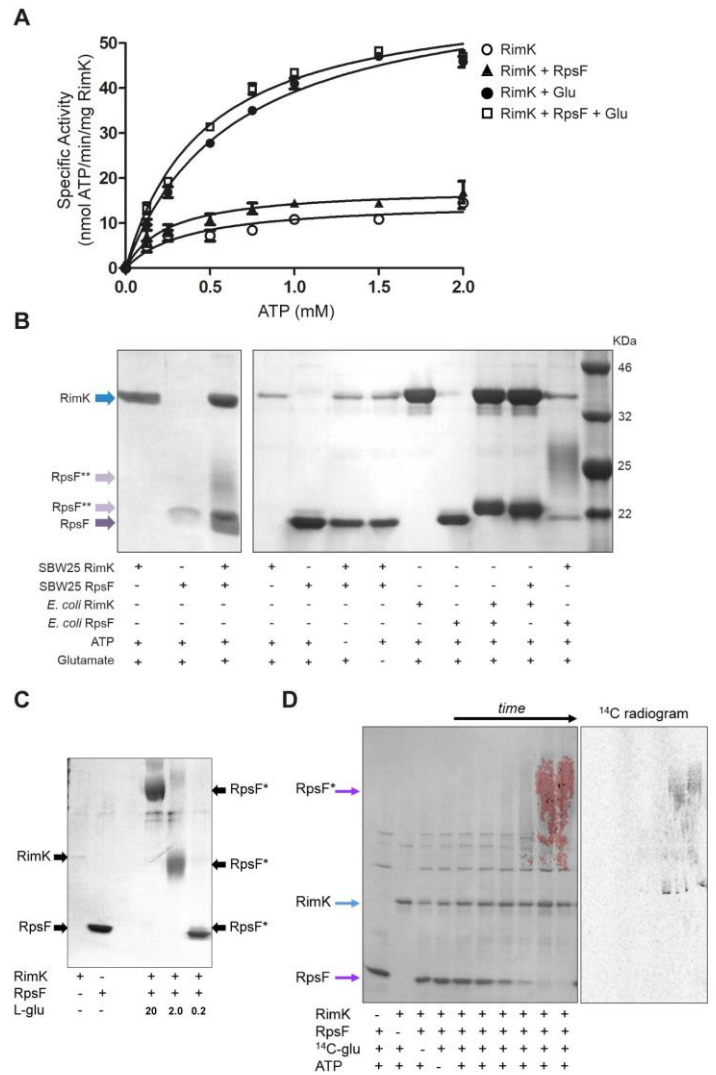 A
Specific Activity
(nmol ATP/min/mg RimK)
50
40
30
20
10
0
0.0 0.5 1.0 1.5 2.0
ATP (mM)
RimK
RimK + RpsF
RimK + Glu
RimK + RpsF + Glu
B
KDa
RimK
RpsF**
RpsF**
RpsF
46
32
25
22
SBW25 RimK + - + + - + + - - - - +
SBW25 RpsF - + + - + + + - - - + -
E. coli RimK - - - - - - - + - + + -
E. coli RpsF - - - - - - - - + + - +
ATP + + + + + - + + + + + +
Glutamate + + + + + + - + + + + +
C
RimK
RpsF
RpsF*
RpsF*
RpsF*
RimK + - + + +
RpsF - + + + +
L-glu 20 2.0 0.2
D
time
14C radiogram
RpsF*
RimK
RpsF
RimK - + + + + + + + + +
RpsF + - + + + + + + + +
14C-glu + + - + + + + + + +
ATP + + + - + + + + + +